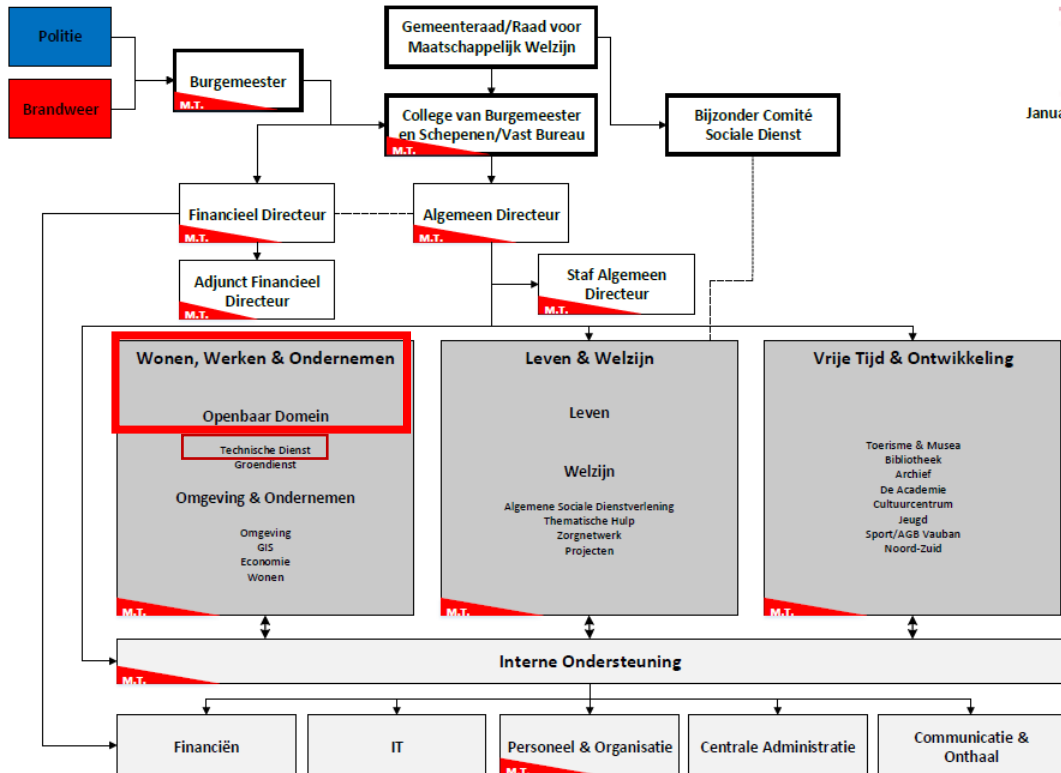 Politie
Brandweer
Burgemeester
M.T.
Gemeenteraad/Raad voor
Maatschappelijk Welzijn
College van Burgemeester
en Schepenen/Vast Bureau
M.T.
Bijzonder Comité
Sociale Dienst
Financieel Directeur
M.T.
Algemeen Directeur
M.T.
Adjunct Financieel
Directeur
M.T.
Staf Algemeen
Directeur
M.T.
Wonen, Werken & Ondernemen
Openbaar Domein
Technische Dienst
Groendienst
Omgeving & Ondernemen
Omgeving
GIS
Economie
Wonen
M.T.
Leven & Welzijn
Leven
Welzijn
Algemene Sociale Dienstverlening
Thematische Hulp
Zorgnetwerk
Projecten
M.T.
Vrije Tijd & Ontwikkeling
Toerisme & Musea
Bibliotheek
Archief
De Academie
Cultuurcentrum
Jeugd
Sport/AGB Vauban
Noord-Zuid
M.T.
Interne Ondersteuning
M.T.
Financiën
IT
Personeel & Organisatie
M.T.
Centrale Administratie
Communicatie &
Onthaal